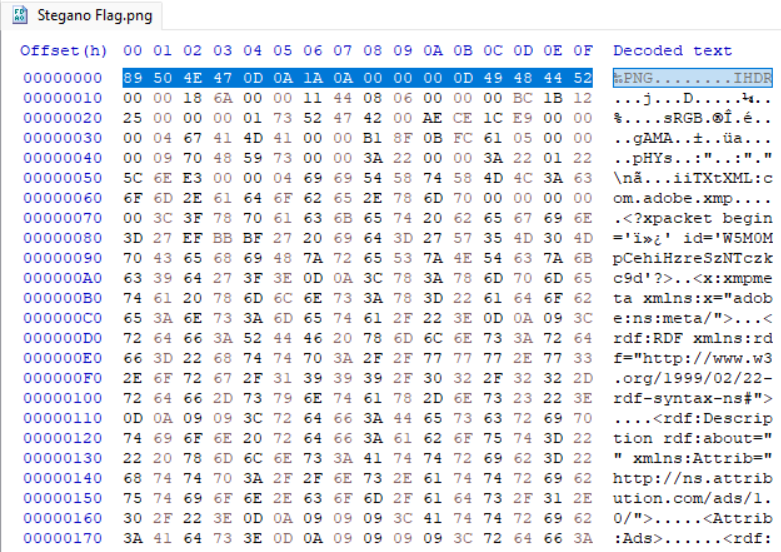 Stegano Flag.png
Offset(h) 00 01 02 03 04 05 06 07 08 09 0A 0B 0C 0D 0E 0F Decoded text
00000000 89 50 4E 47 0D 0A 1A 0A 00 00 00 0D 49 48 44 52 ‰PNG........IHDR
00000010 00 00 18 6A 00 00 11 44 08 06 00 00 00 BC 1B 12 ...j...D.....¼..
00000020 25 00 00 00 01 73 52 47 42 00 AE CE 1C E9 00 00 %....sRGB.®Î.é..
00000030 00 04 67 41 4D 41 00 00 B1 8F 0B FC 61 05 00 00 ..gAMA..±..üa...
00000040 00 09 70 48 59 73 00 00 3A 22 00 00 3A 22 01 22 ..pHYs..:"..:"."
00000050 5C 6E E3 00 00 04 69 69 54 58 74 58 4D 4C 3A 63 \nã...iiTXtXML:c
00000060 6F 6D 2E 61 64 6F 62 65 2E 78 6D 70 00 00 00 00 om.adobe.xmp....
00000070 00 3C 3F 78 70 61 63 6B 65 74 20 62 65 67 69 6E .<?xpacket begin
00000080 3D 27 EF BB BF 27 20 69 64 3D 27 57 35 4D 30 4D ='ï»¿' id='W5M0M
00000090 70 43 65 68 69 48 7A 72 65 53 7A 4E 54 63 7A 6B pCehiHzreSzNTczk
000000A0 63 39 64 27 3F 3E 0D 0A 3C 78 3A 78 6D 70 6D 65 c9d'?>..<x:xmpme
000000B0 74 61 20 78 6D 6C 6E 73 3A 78 3D 22 61 64 6F 62 ta xmlns:x="adob
000000C0 65 3A 6E 73 3A 6D 65 74 61 2F 22 3E 0D 0A 09 3C e:ns:meta/">...<
000000D0 72 64 66 3A 52 44 46 20 78 6D 6C 6E 73 3A 72 64 rdf:RDF xmlns:rd
000000E0 66 3D 22 68 74 74 70 3A 2F 2F 77 77 77 2E 77 33 f="http://www.w3
000000F0 2E 6F 72 67 2F 31 39 39 39 2F 30 32 2F 32 32 2D .org/1999/02/22-
00000100 72 64 66 2D 73 79 6E 74 61 78 2D 6E 73 23 22 3E rdf-syntax-ns#">
00000110 0D 0A 09 09 3C 72 64 66 3A 44 65 73 63 72 69 70 ....<rdf:Descrip
00000120 74 69 6F 6E 20 72 64 66 3A 61 62 6F 75 74 3D 22 tion rdf:about="
00000130 22 20 78 6D 6C 6E 73 3A 41 74 74 72 69 62 3D 22 " xmlns:Attrib="
00000140 68 74 74 70 3A 2F 2F 6E 73 2E 61 74 74 72 69 62 http://ns.attrib
00000150 75 74 69 6F 6E 2E 63 6F 6D 2F 61 64 73 2F 31 2E ution.com/ads/1.
00000160 30 2F 22 3E 0D 0A 09 09 09 3C 41 74 74 72 69 62 0/">.....<Attrib
00000170 3A 41 64 73 3E 0D 0A 09 09 09 09 3C 72 64 66 3A :Ads>......<rdf: